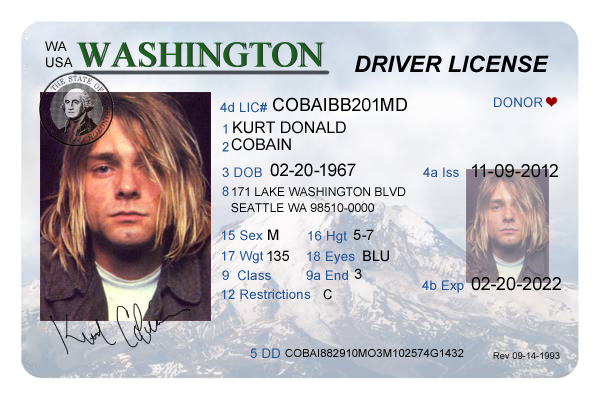 WA
USA
WASHINGTON
DRIVER LICENSE
THE STATE OF
4d LIC# COBAIBB201MD
DONOR
1 KURT DONALD
2 COBAIN
3 DOB 02-20-1967
4a Iss 11-09-2012
8 171 LAKE WASHINGTON BLVD
SEATTLE WA 98510-0000
15 Sex M 16 Hgt 5-7
17 Wgt 135 18 Eyes BLU
9 Class 9a End 3
4b Exp 02-20-2022
12 Restrictions C
Kurt Cobain
5 DD COBAI882910MO3M102574G1432
Rev 09-14-1993